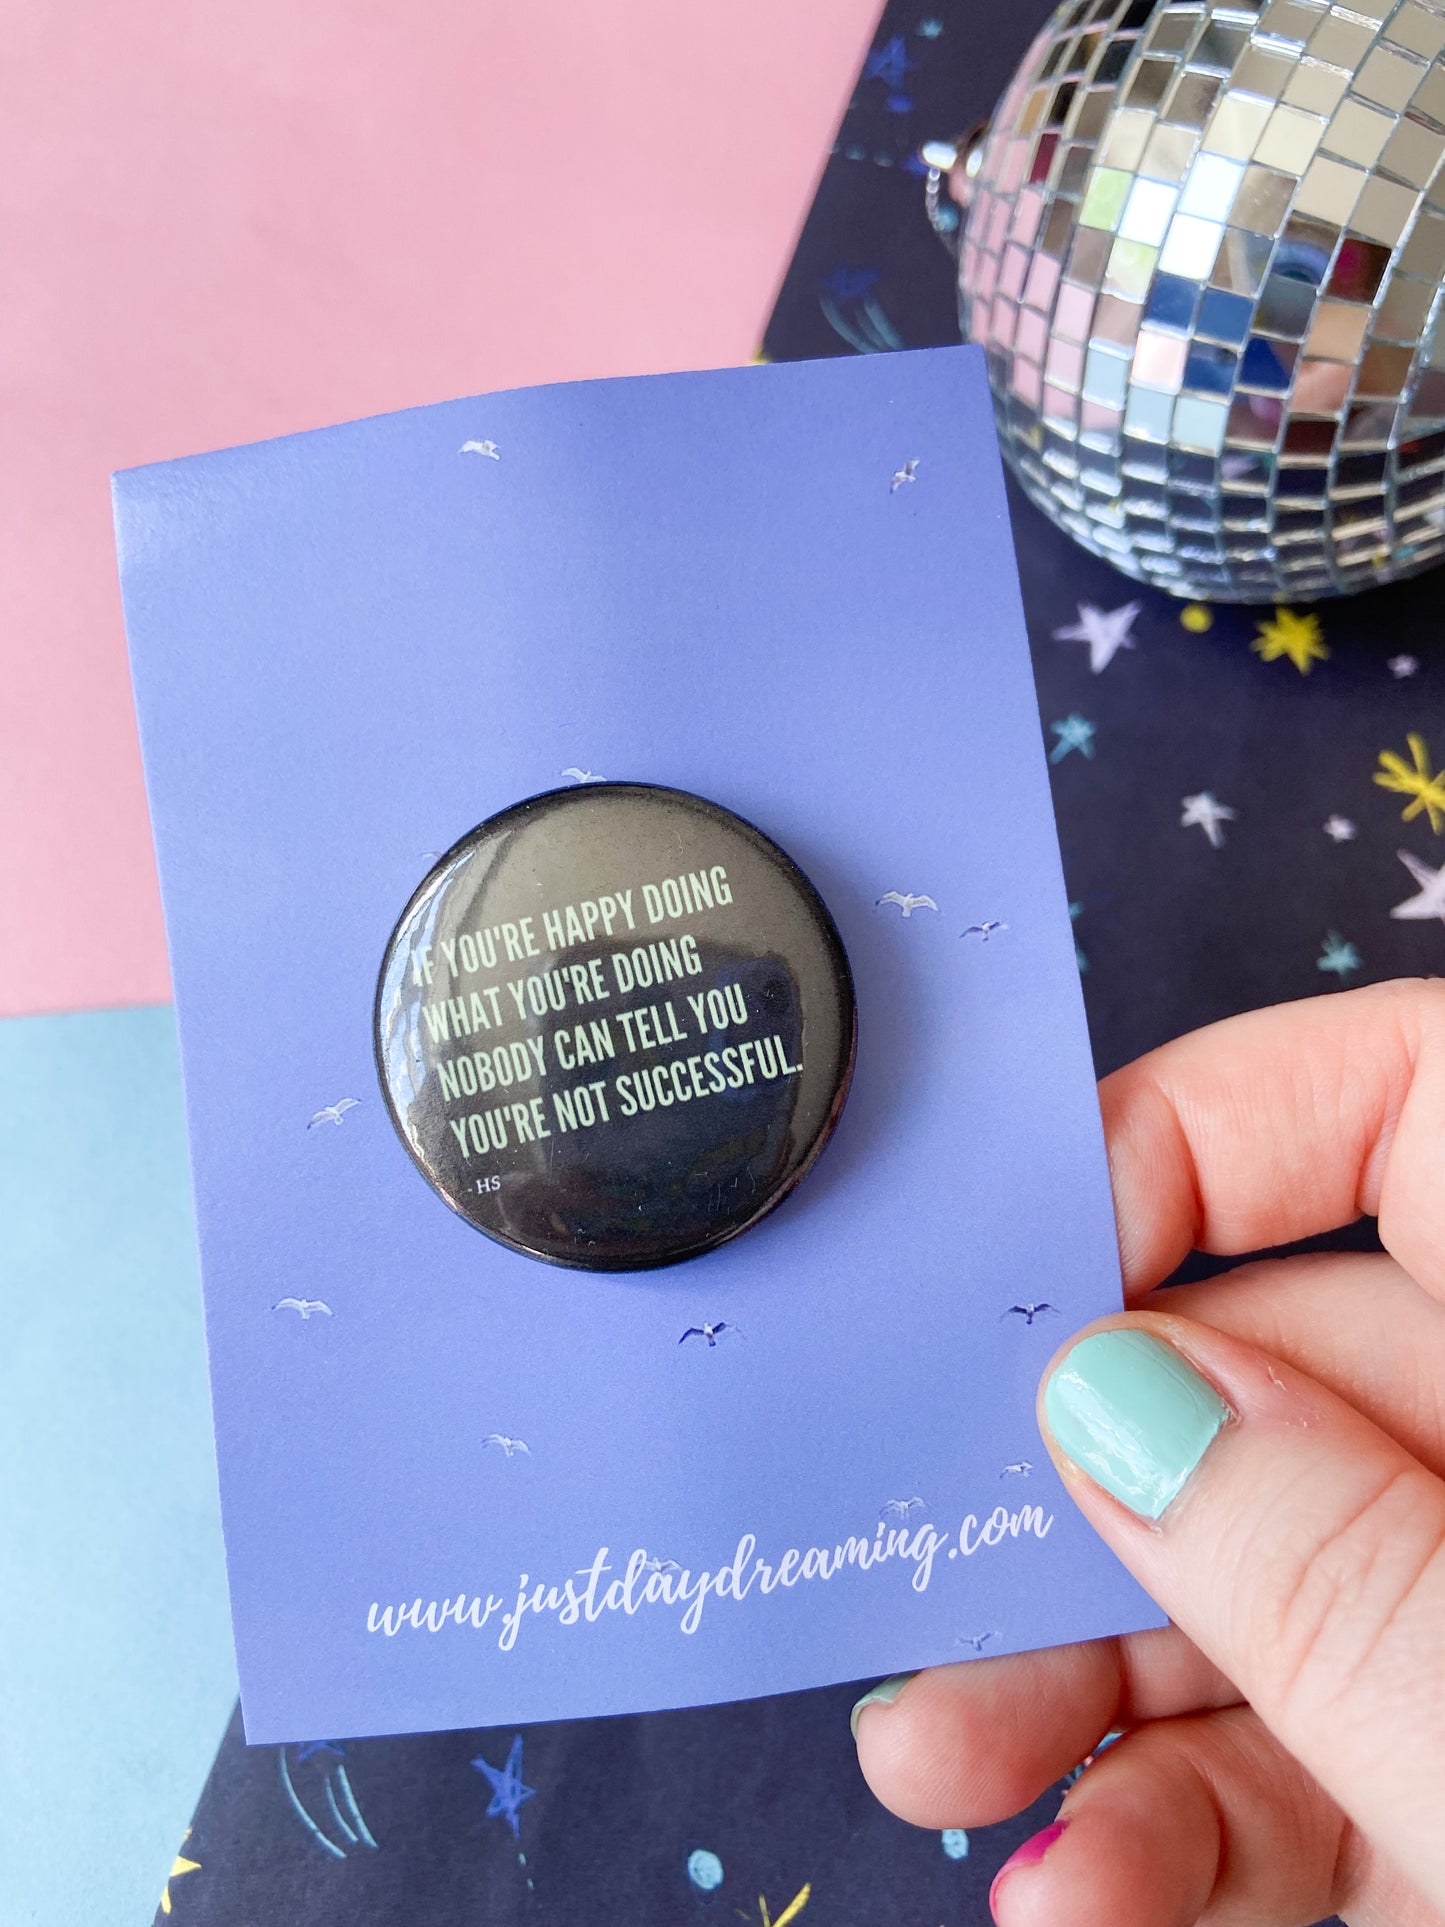 IF YOU'RE HAPPY DOING
WHAT YOU'RE DOING
NOBODY CAN TELL YOU
YOU'RE NOT SUCCESSFUL.
- HS
www.justdaydreaming.com